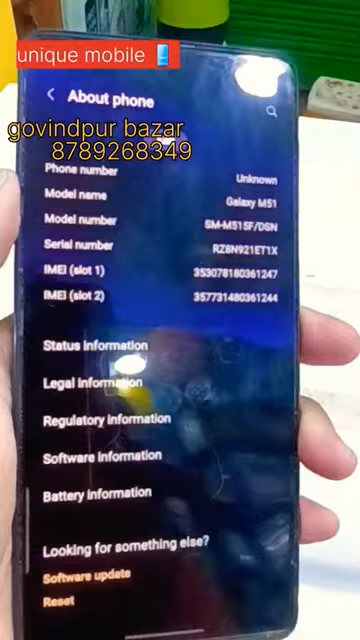 unique mobile
About phone
govindpur bazar
8789268349
Phone number
Unknown
Model name
Galaxy M51
Model number
SM-M515F/DSN
Serial number
RZ8N921ET1X
IMEI (slot 1)
353078180361247
IMEI (slot 2)
357731480361244
Status information
Legal information
Regulatory information
Software information
Battery information
Looking for something else?
Software update
Reset